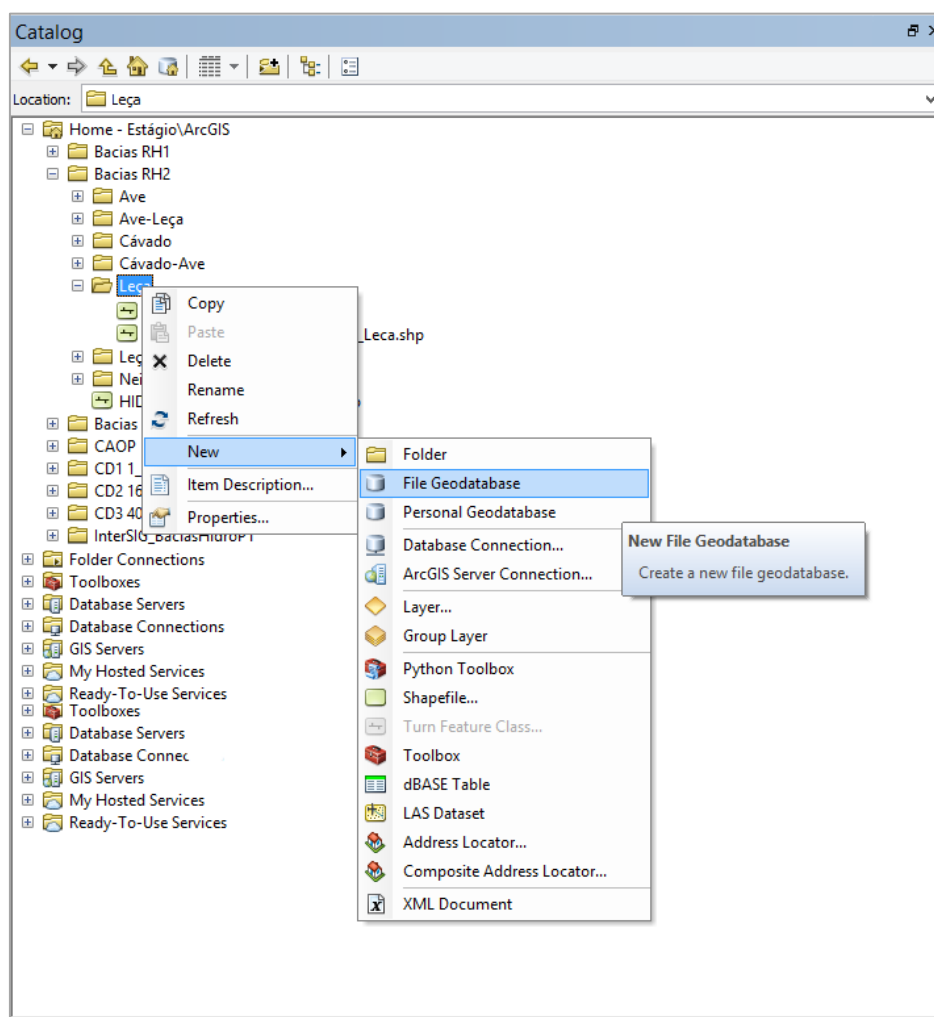 Catalog
Location: Leça
Home - Estágio\ArcGIS
Bacias RH1
Bacias RH2
Ave
Ave-Leça
Cávado
Cávado-Ave
Leça
_Leca.shp
Bacias
CAOP
CD1 1_
CD2 16
CD3 40
InterSIG_BaciasHidroPT
Folder Connections
Toolboxes
Database Servers
Database Connections
GIS Servers
My Hosted Services
Ready-To-Use Services
Toolboxes
Database Servers
Database Connec
GIS Servers
My Hosted Services
Ready-To-Use Services
Copy
Paste
Delete
Rename
Refresh
New
Item Description...
Properties...
Folder
File Geodatabase
Personal Geodatabase
Database Connection...
ArcGIS Server Connection...
Layer...
Group Layer
Python Toolbox
Shapefile...
Turn Feature Class...
Toolbox
dBASE Table
LAS Dataset
Address Locator...
Composite Address Locator...
XML Document
New File Geodatabase
Create a new file geodatabase.